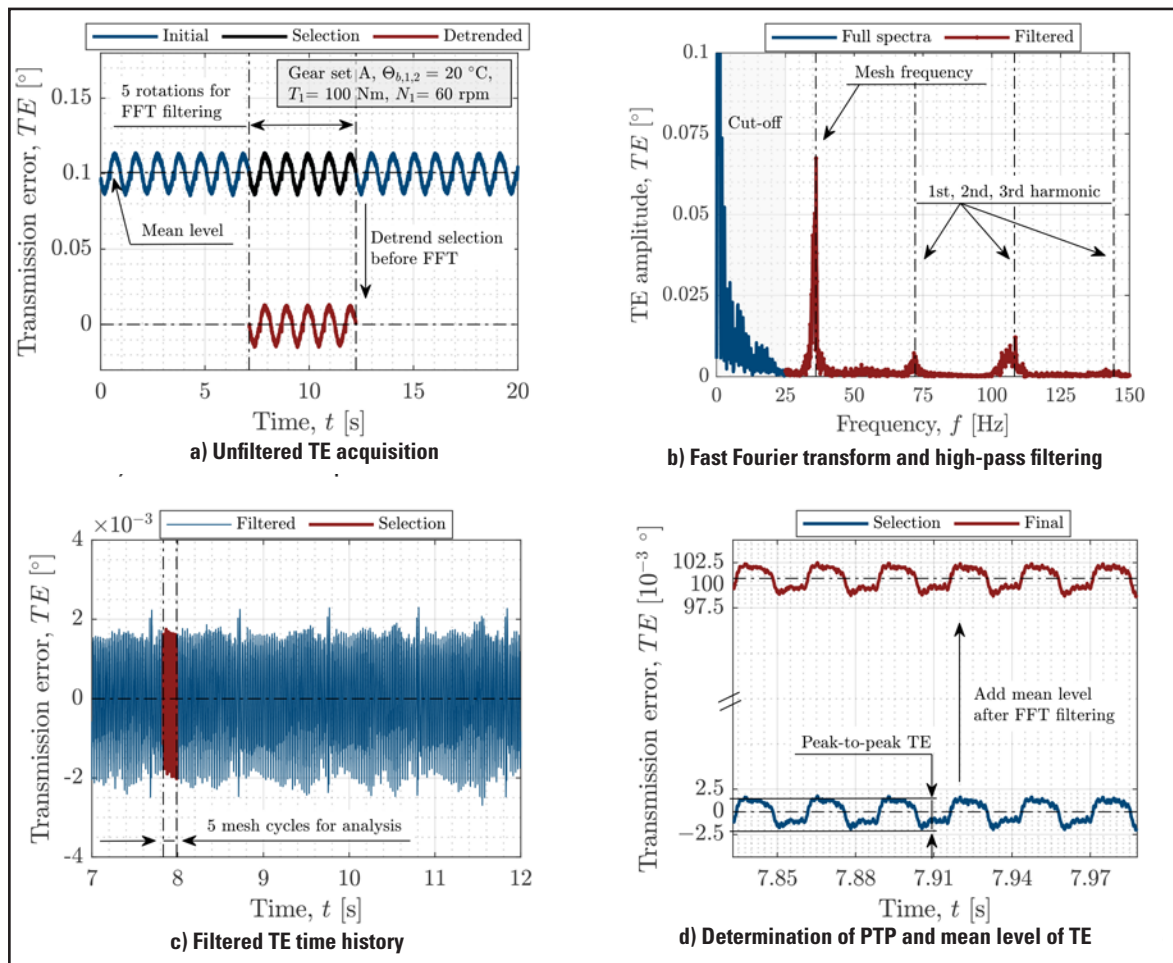 Initial Selection Detrended
Gear set A, Θb,1,2 = 20 °C,
T1= 100 Nm, N1= 60 rpm
5 rotations for
FFT filtering
Mean level
Detrend selection
before FFT
Transmission error, TE [°]
0.15
0.1
0.05
0
0 5 10 15 20
Time, t [s]
a) Unfiltered TE acquisition
Full spectra Filtered
Mesh frequency
Cut-off
1st, 2nd, 3rd harmonic
TE amplitude, TE [°]
0.1
0.075
0.05
0.025
0
0 25 50 75 100 125 150
Frequency, f [Hz]
b) Fast Fourier transform and high-pass filtering
×10⁻³
Filtered Selection
Transmission error, TE [°]
4
2
0
-2
-4
5 mesh cycles for analysis
7 8 9 10 11 12
Time, t [s]
c) Filtered TE time history
Selection Final
Transmission error, TE [10⁻³ °]
102.5
100
97.5
Add mean level
after FFT filtering
Peak-to-peak TE
2.5
0
−2.5
7.85 7.88 7.91 7.94 7.97
Time, t [s]
d) Determination of PTP and mean level of TE